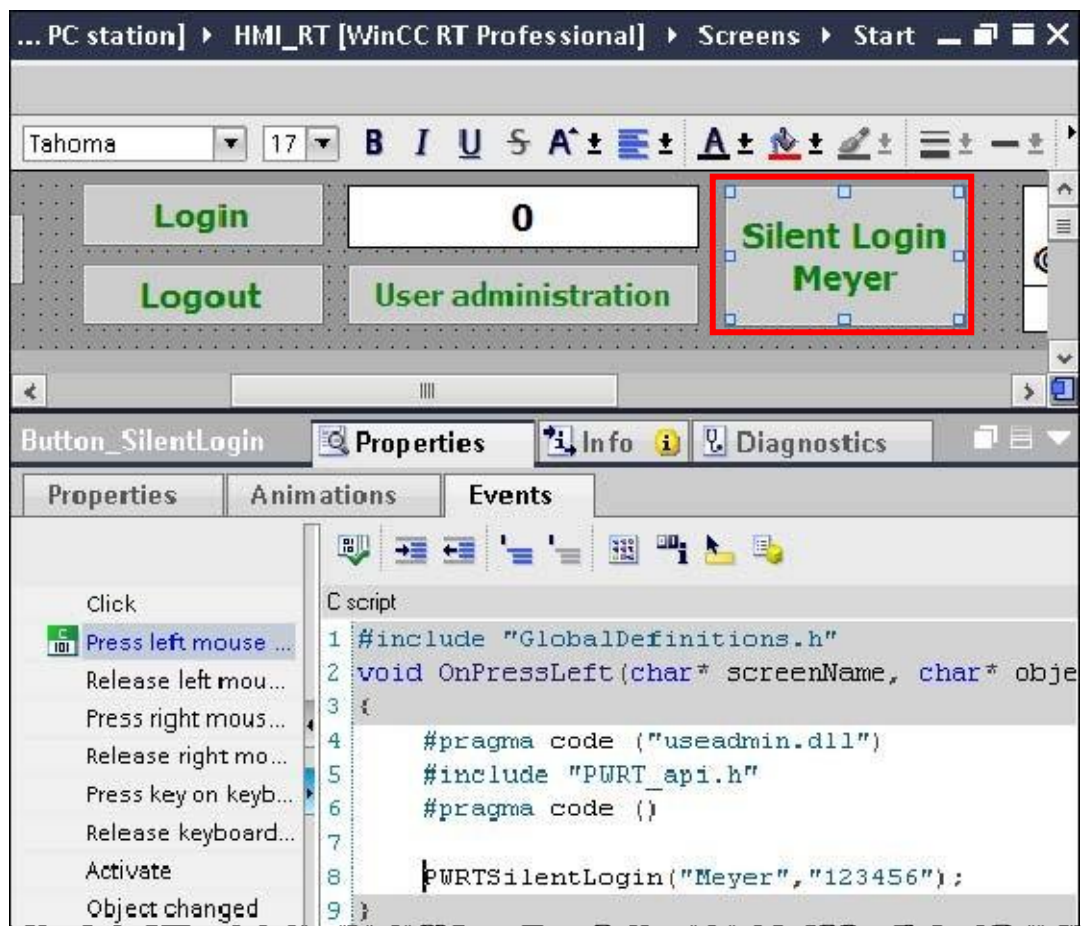 ... PC station] ▸ HMI_RT [WinCC RT Professional] ▸ Screens ▸ Start
Tahoma 17 B I U S A A
Login 0 Silent Login
Meyer
Logout User administration
Button_SilentLogin Properties Info Diagnostics
Properties Animations Events
C script
Click
Press left mouse ...
Release left mou...
Press right mous...
Release right mo...
Press key on keyb...
Release keyboard...
Activate
Object changed
1 #include "GlobalDefinitions.h"
2 void OnPressLeft(char* screenName, char* obje
3 {
4 #pragma code ("useadmin.dll")
5 #include "PWRT_api.h"
6 #pragma code ()
7
8 PWRTSilentLogin("Meyer","123456");
9 }